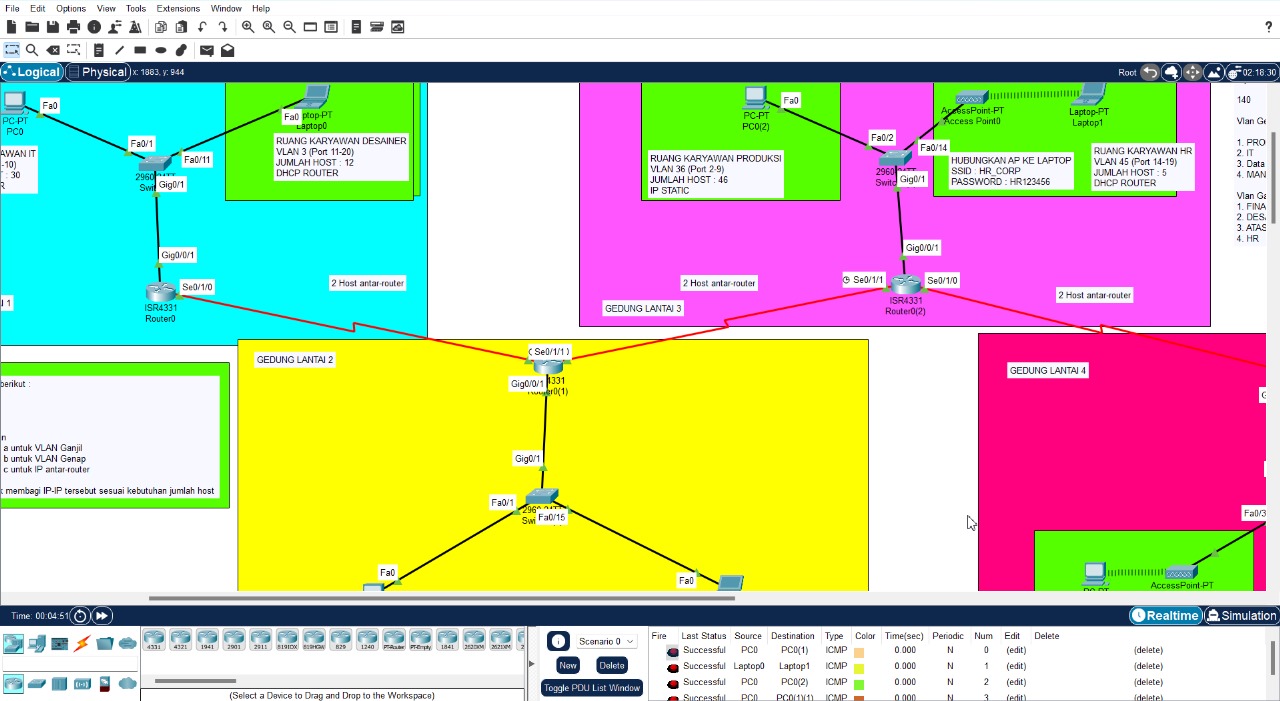 File Edit Options View Tools Extensions Window Help
?
Logical Physical x: 1883, y: 944
Root 02:18:30
Fa0
PC-PT
PC0
Fa0/1
Fa0/11
2960-24TT
Gig0/1
Fa0
Laptop0
RUANG KARYAWAN DESAINER
VLAN 3 (Port 11-20)
JUMLAH HOST : 12
DHCP ROUTER
AWAN IT
-10)
: 30
R
Gig0/0/1
Se0/1/0
ISR4331
Router0
2 Host antar-router
PC-PT
PC0(2)
Fa0
Fa0/2
Fa0/14
Gig0/1
RUANG KARYAWAN PRODUKSI
VLAN 36 (Port 2-9)
JUMLAH HOST : 46
IP STATIC
AccessPoint-PT
Access Point0
Laptop-PT
Laptop1
HUBUNGKAN AP KE LAPTOP
SSID : HR_CORP
PASSWORD : HR123456
RUANG KARYAWAN HR
VLAN 45 (Port 14-19)
JUMLAH HOST : 5
DHCP ROUTER
Gig0/0/1
Se0/1/1
Se0/1/0
ISR4331
Router0(2)
2 Host antar-router
GEDUNG LANTAI 3
2 Host antar-router
140
Vlan Ge
1. PRO
2. IT
3. Data
4. MAN
Vlan Ga
1. FINA
2. DES
3. ATAS
4. HR
GEDUNG LANTAI 2
Se0/1/1
Gig0/0/1
4331
Gig0/1
Fa0/1
Fa0/15
Fa0
Fa0
GEDUNG LANTAI 4
Fa0/3
AccessPoint-PT
berikut :
a untuk VLAN Ganjil
b untuk VLAN Genap
c untuk IP antar-router
membagi IP-IP tersebut sesuai kebutuhan jumlah host
Time: 00:04:51
Realtime Simulation
4331 4321 1941 2901 2911 819IOX 819HGW 829 1240 PT-Router PT-Empty 1841 2620XM 2621XM
(Select a Device to Drag and Drop to the Workspace)
Scenario 0
New Delete
Toggle PDU List Window
Fire Last Status Source Destination Type Color Time(sec) Periodic Num Edit Delete
Successful PC0 PC0(1) ICMP 0.000 N 0 (edit) (delete)
Successful Laptop0 Laptop1 ICMP 0.000 N 1 (edit) (delete)
Successful PC0 PC0(2) ICMP 0.000 N 2 (edit) (delete)
Successful PC0 PC0(1)(1) ICMP 0.000 N 3 (edit) (delete)